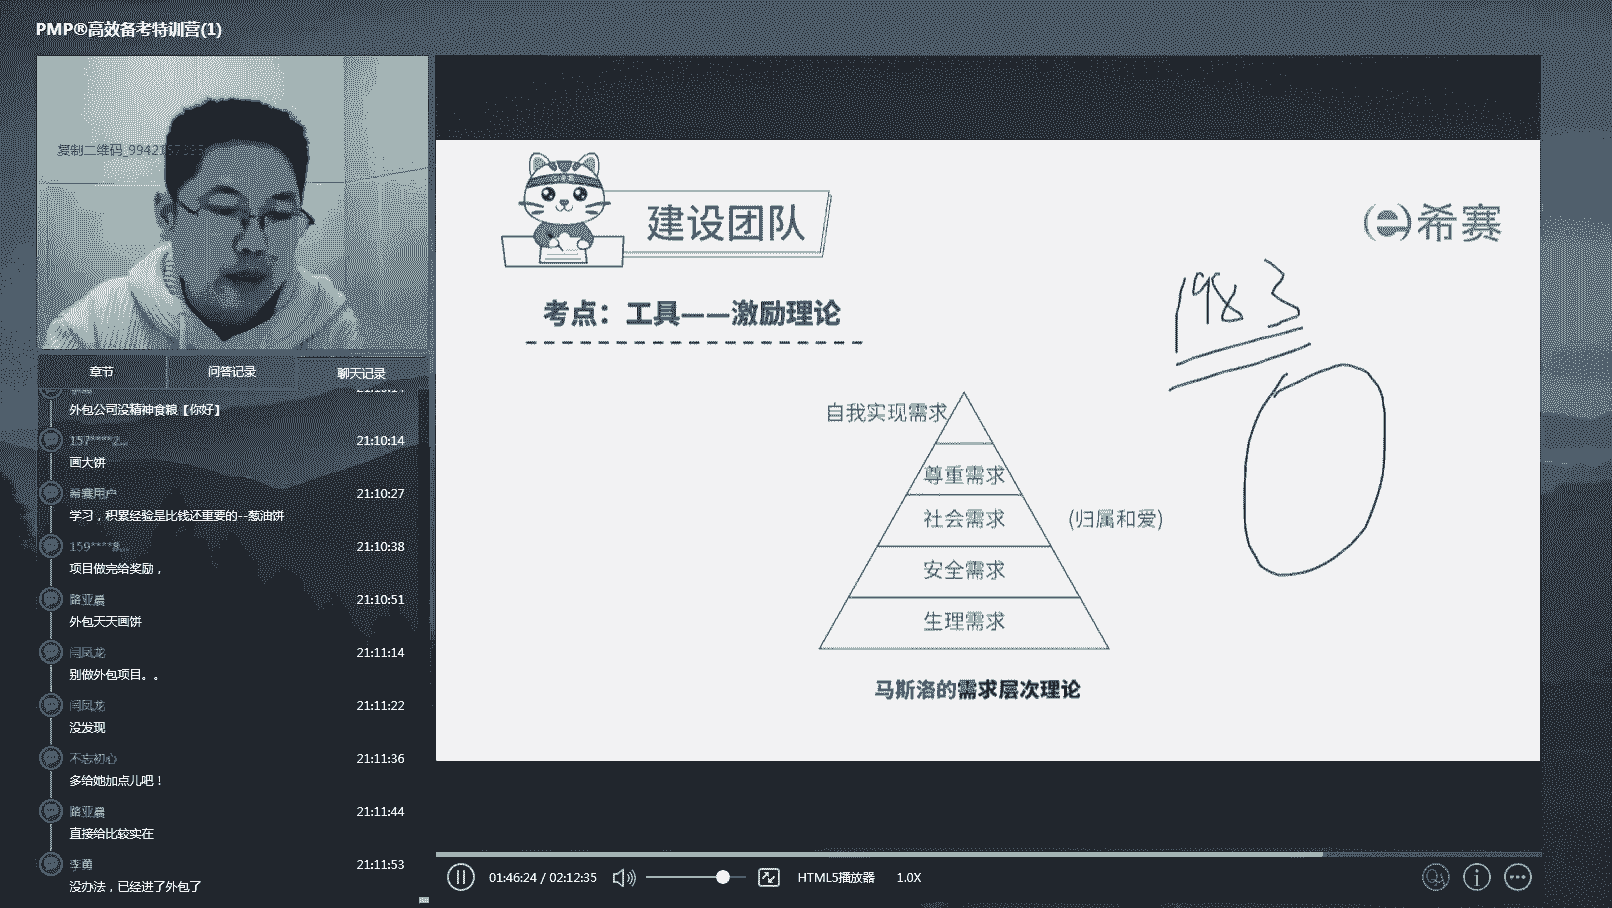 PMP®高效备考特训营(1)
复制二维码_9942
章节
问答记录
聊天记录
外包公司没精神食粮【你好】
157****2...
21:10:14
画大饼
希赛用户
21:10:27
学习，积累经验是比钱还重要的--葱油饼
159****8...
21:10:38
项目做完给奖励，
路亚晨
21:10:51
外包天天画饼
闫凤龙
21:11:14
别做外包项目。。
闫凤龙
21:11:22
没发现
不忘初心
21:11:36
多给她加点儿吧！
路亚晨
21:11:44
直接给比较实在
李勇
21:11:53
没办法，已经进了外包了
建设团队
希赛
考点：工具——激励理论
1983
自我实现需求
尊重需求
社会需求
(归属和爱)
安全需求
生理需求
马斯洛的需求层次理论
01:46:24 / 02:12:35
HTML5播放器
1.0X